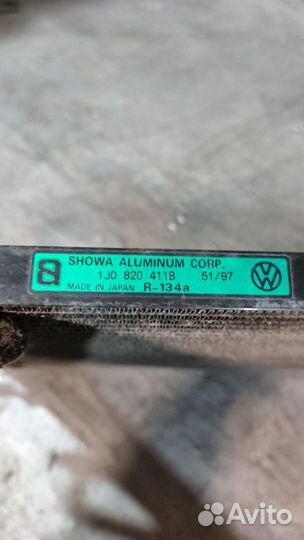 SHOWA ALUMINUM CORP.
1J0 820 411B 51/97
MADE IN JAPAN R-134a
Avito